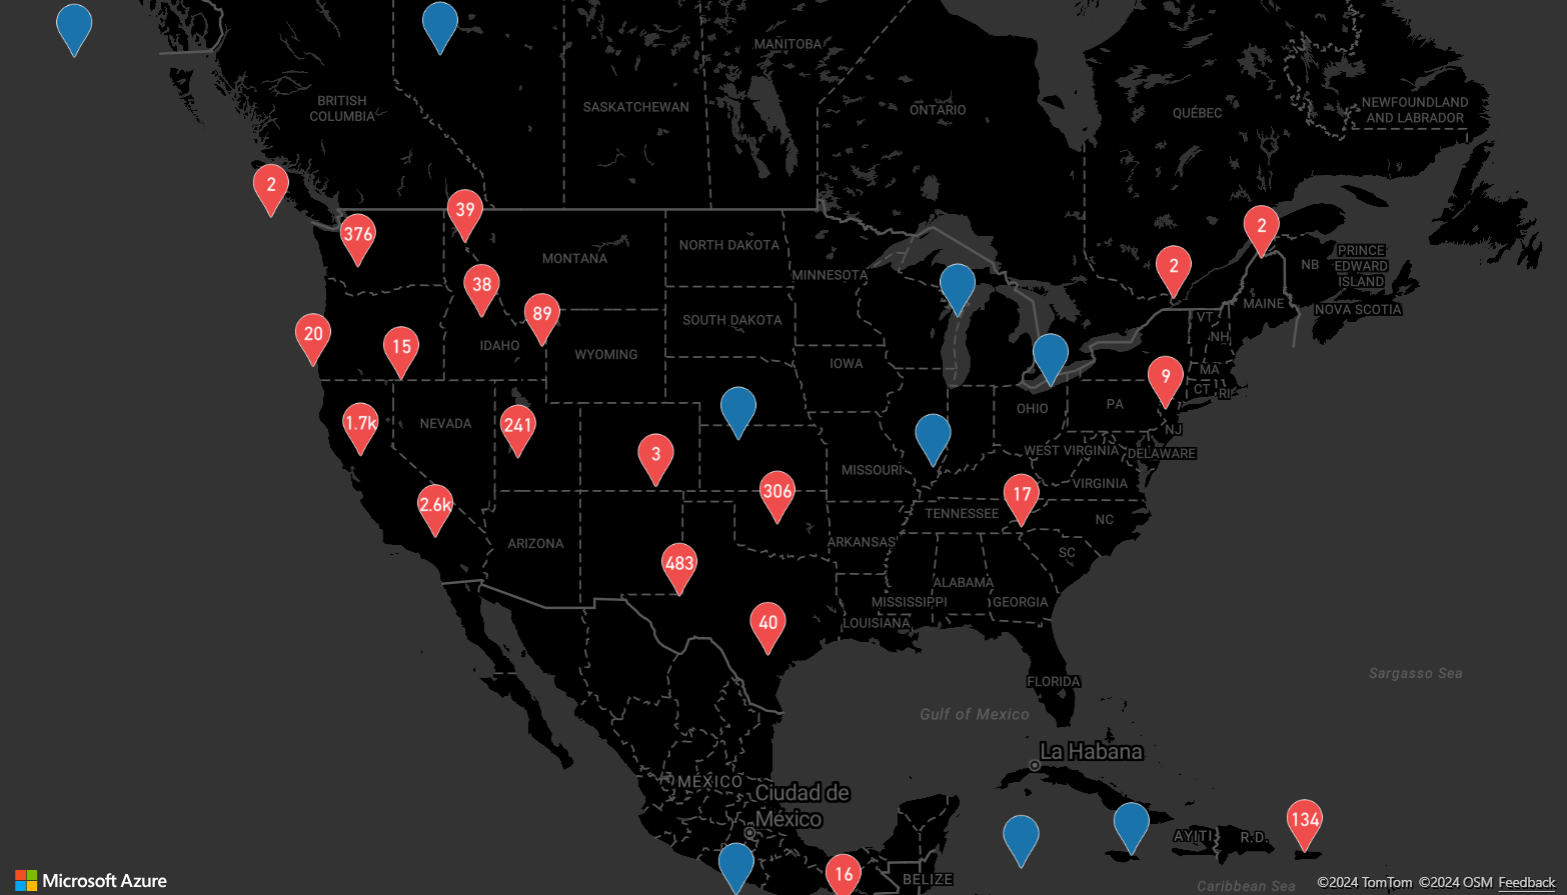 MANITOBA
BRITISH
COLUMBIA
SASKATCHEWAN
ONTARIO
QUÉBEC
NEWFOUNDLAND
AND LABRADOR
2
39
376
2
2
NORTH DAKOTA
MONTANA
MINNESOTA
NB
PRINCE
EDWARD
ISLAND
38
89
MAINE
NOVA SCOTIA
VT
NH
SOUTH DAKOTA
20
15
IDAHO
WYOMING
IOWA
9
MA
CT
RI
OHIO
PA
1.7k
NEVADA
241
NJ
3
WEST VIRGINIA
DELAWARE
MISSOURI
VIRGINIA
2.6k
306
17
TENNESSEE
NC
ARIZONA
ARKANSAS
SC
483
ALABAMA
MISSISSIPPI
GEORGIA
40
LOUISIANA
Sargasso Sea
FLORIDA
Gulf of Mexico
La Habana
MÉXICO
Ciudad de
México
134
AYITI
R.D.
16
BELIZE
Microsoft Azure
Caribbean Sea
©2024 TomTom ©2024 OSM Feedback